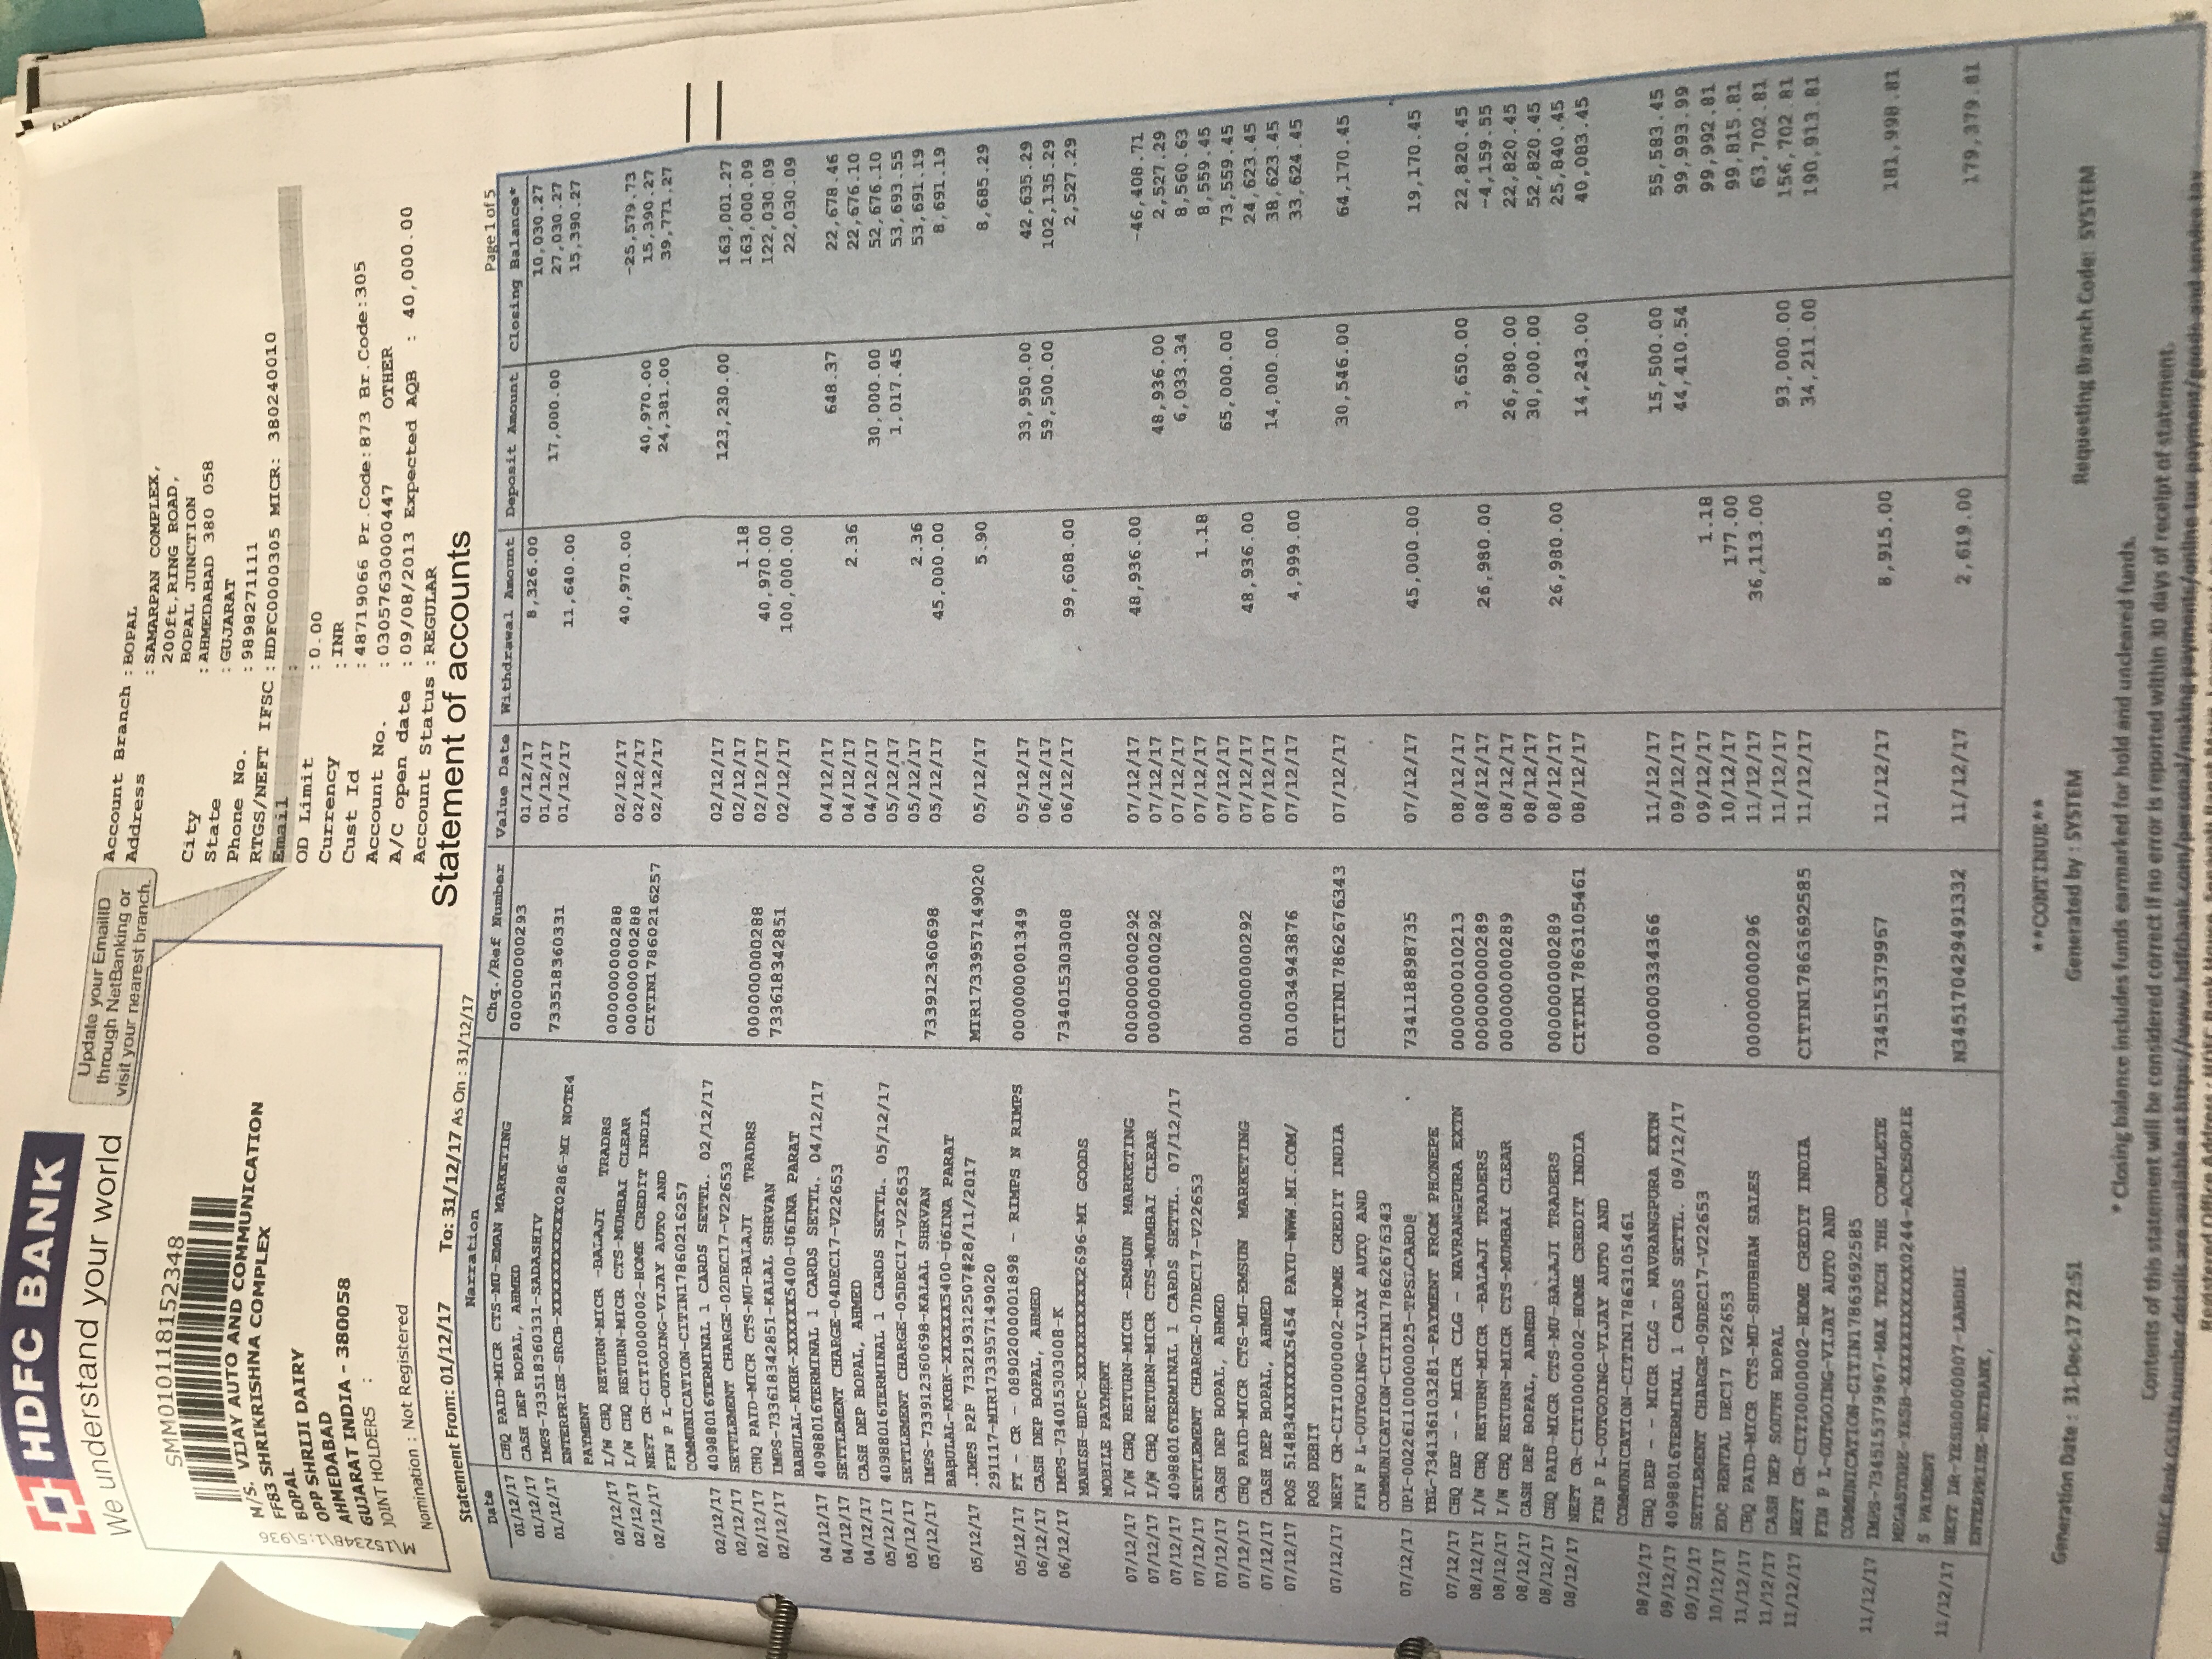 HDFC BANK
We understand your world
Update your EmailID
through NetBanking or
visit your nearest branch.
SMM010118152348
M/S. VIJAY AUTO AND COMMUNICATION
FF83 SHRIKRISHNA COMPLEX
BOPAL
OPP SHRIJI DAIRY
AHMEDABAD
GUJARAT INDIA - 380058
JOINT HOLDERS :
Nomination : Not Registered
M\152348\1:5\936
Account Branch : BOPAL
Address : SAMARPAN COMPLEX,
200ft,RING ROAD,
BOPAL JUNCTION
City : AHMEDABAD 380 058
State : GUJARAT
Phone No. : 9898271111
RTGS/NEFT IFSC : HDFC0000305 MICR: 380240010
Email :
OD Limit : 0.00
Currency : INR
Cust Id : 48719066 Pr.Code:873 Br.Code:305
Account No. : 03057630000447 OTHER
A/C open date : 09/08/2013 Expected AQB : 40,000.00
Account Status : REGULAR
Statement From: 01/12/17 To: 31/12/17 As On : 31/12/17
Statement of accounts
Page 1 of 5
Date Narration Chq./Ref Number Value Date Withdrawal Amount Deposit Amount Closing Balance*
01/12/17 CHQ PAID-MICR CTS-MU-EMAN MARKETING 000000000293 01/12/17 8,326.00 10,030.27
01/12/17 CASH DEP BOPAL, AHMED 01/12/17 17,000.00 27,030.27
01/12/17 IMPS-733518360331-SADASHIV 733518360331 01/12/17 11,640.00 15,390.27
ENTERPRISE-SRCB-XXXXXXXXXXX0286-MI NOTE4
PAYMENT
02/12/17 I/W CHQ RETURN-MICR -BALAJI TRADRS 000000000288 02/12/17 40,970.00 -25,579.73
02/12/17 I/W CHQ RETURN-MICR CTS-MUMBAI CLEAR 000000000288 02/12/17 40,970.00 15,390.27
02/12/17 NEFT CR-CITI0000002-HOME CREDIT INDIA CITIN17860216257 02/12/17 24,381.00 39,771.27
FIN P L-OUTGOING-VIJAY AUTO AND
COMMUNICATION-CITIN17860216257
02/12/17 40988016TERMINAL 1 CARDS SETTL. 02/12/17 02/12/17 123,230.00 163,001.27
02/12/17 SETTLEMENT CHARGE-02DEC17-V22653 02/12/17 1.18 163,000.09
02/12/17 CHQ PAID-MICR CTS-MU-BALAJI TRADRS 000000000288 02/12/17 40,970.00 122,030.09
02/12/17 IMPS-733618342851-KALAL SHRVAN 733618342851 02/12/17 100,000.00 22,030.09
BABULAL-KKBK-XXXXXX5400-U6INA PARAT
04/12/17 40988016TERMINAL 1 CARDS SETTL. 04/12/17 04/12/17 648.37 22,678.46
04/12/17 SETTLEMENT CHARGE-04DEC17-V22653 04/12/17 2.36 22,676.10
04/12/17 CASH DEP BOPAL, AHMED 04/12/17 30,000.00 52,676.10
05/12/17 40988016TERMINAL 1 CARDS SETTL. 05/12/17 05/12/17 1,017.45 53,693.55
05/12/17 SETTLEMENT CHARGE-05DEC17-V22653 05/12/17 2.36 53,691.19
05/12/17 IMPS-733912360698-KALAL SHRVAN 733912360698 05/12/17 45,000.00 8,691.19
BABULAL-KKBK-XXXXXX5400-U6INA PARAT
05/12/17 .IMPS P2P 733219312507#28/11/2017 MIR1733957149020 05/12/17 5.90 8,685.29
291117-MIR1733957149020
05/12/17 FT - CR - 08902000001898 - RIMPS N RIMPS 000000001349 05/12/17 33,950.00 42,635.29
06/12/17 CASH DEP BOPAL, AHMED 06/12/17 59,500.00 102,135.29
06/12/17 IMPS-734015303008-K 734015303008 06/12/17 99,608.00 2,527.29
MANISH-HDFC-XXXXXXXXXX2696-MI GOODS
MOBILE PAYMENT
07/12/17 I/W CHQ RETURN-MICR -EMSUN MARKETING 000000000292 07/12/17 48,936.00 -46,408.71
07/12/17 I/W CHQ RETURN-MICR CTS-MUMBAI CLEAR 000000000292 07/12/17 48,936.00 2,527.29
07/12/17 40988016TERMINAL 1 CARDS SETTL. 07/12/17 07/12/17 6,033.34 8,560.63
07/12/17 SETTLEMENT CHARGE-07DEC17-V22653 07/12/17 1.18 8,559.45
07/12/17 CASH DEP BOPAL, AHMED 07/12/17 65,000.00 73,559.45
07/12/17 CHQ PAID-MICR CTS-MU-EMSUN MARKETING 000000000292 07/12/17 48,936.00 24,623.45
07/12/17 CASH DEP BOPAL, AHMED 07/12/17 14,000.00 38,623.45
07/12/17 POS 514834XXXXXX5454 PAYU-WWW.MI.COM/ 010034943876 07/12/17 4,999.00 33,624.45
POS DEBIT
07/12/17 NEFT CR-CITI0000002-HOME CREDIT INDIA CITIN17862676343 07/12/17 30,546.00 64,170.45
FIN P L-OUTGOING-VIJAY AUTO AND
COMMUNICATION-CITIN17862676343
07/12/17 UPI-002261100000025-TPSLCARD@ 734118898735 07/12/17 45,000.00 19,170.45
YBL-734136103281-PAYMENT FROM PHONEPE
07/12/17 CHQ DEP - - MICR CLG - NAVRANGPURA EXTN 000000010213 08/12/17 3,650.00 22,820.45
08/12/17 I/W CHQ RETURN-MICR -BALAJI TRADERS 000000000289 08/12/17 26,980.00 -4,159.55
08/12/17 I/W CHQ RETURN-MICR CTS-MUMBAI CLEAR 000000000289 08/12/17 26,980.00 22,820.45
08/12/17 CASH DEP BOPAL, AHMED 08/12/17 30,000.00 52,820.45
08/12/17 CHQ PAID-MICR CTS-MU-BALAJI TRADERS 000000000289 08/12/17 26,980.00 25,840.45
08/12/17 NEFT CR-CITI0000002-HOME CREDIT INDIA CITIN17863105461 08/12/17 14,243.00 40,083.45
FIN P L-OUTGOING-VIJAY AUTO AND
COMMUNICATION-CITIN17863105461
08/12/17 CHQ DEP - - MICR CLG - NAVRANGPURA EXTN 000000334366 11/12/17 15,500.00 55,583.45
09/12/17 40988016TERMINAL 1 CARDS SETTL. 09/12/17 09/12/17 44,410.54 99,993.99
09/12/17 SETTLEMENT CHARGE-09DEC17-V22653 09/12/17 1.18 99,992.81
10/12/17 EDC RENTAL DEC17 V22653 10/12/17 177.00 99,815.81
11/12/17 CHQ PAID-MICR CTS-MU-SHUBHAM SALES 000000000296 11/12/17 36,113.00 63,702.81
11/12/17 CASH DEP SOUTH BOPAL 11/12/17 93,000.00 156,702.81
11/12/17 NEFT CR-CITI0000002-HOME CREDIT INDIA CITIN17863692585 11/12/17 34,211.00 190,913.81
FIN P L-OUTGOING-VIJAY AUTO AND
COMMUNICATION-CITIN17863692585
11/12/17 IMPS-734515379967-MAX TECH THE COMPLETE 734515379967 11/12/17 8,915.00 181,998.81
MEGASTORE-YESB-XXXXXXXXXXX0244-ACCESORIE
S PAYMENT
11/12/17 NEFT DR-YESB0000007-LABDHI N345170429491332 11/12/17 2,619.00 179,379.81
ENTERPRISE-NETBANK,
**CONTINUE**
Generation Date : 31-Dec-17 22:51 Generated by : SYSTEM Requesting Branch Code: SYSTEM
* Closing balance includes funds earmarked for hold and uncleared funds.
Contents of this statement will be considered correct if no error is reported within 30 days of receipt of statement.
HDFC Bank GSTIN number details are available at https://www.hdfcbank.com/personal/making-payments/online-tax-payment/goods-and-service-tax
Registered Office Address : HDFC Bank House, Senapati Bapat Marg,